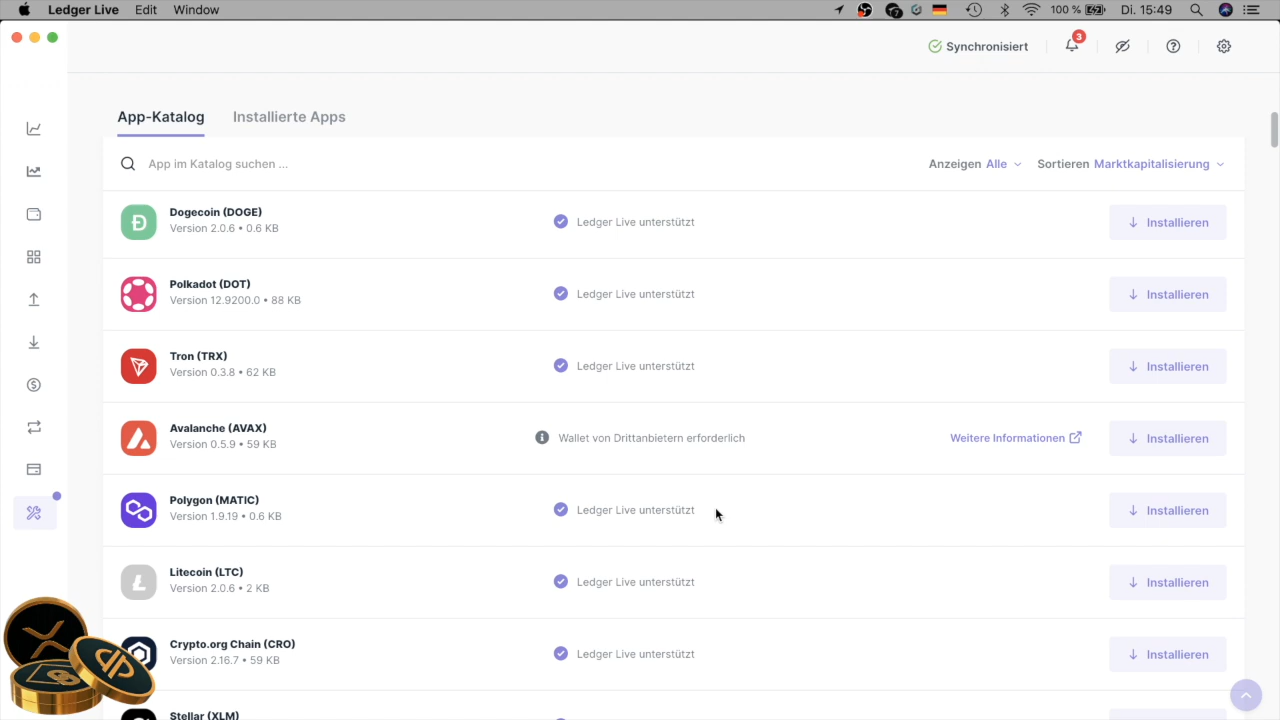 Ledger Live Edit Window
7
100 %
Di. 15:49
Synchronisiert
3
App-Katalog
Installierte Apps
App im Katalog suchen ...
Anzeigen Alle
Sortieren Marktkapitalisierung
Dogecoin (DOGE)
Version 2.0.6 • 0.6 KB
Ledger Live unterstützt
Installieren
Polkadot (DOT)
Version 12.9200.0 • 88 KB
Ledger Live unterstützt
Installieren
Tron (TRX)
Version 0.3.8 • 62 KB
Ledger Live unterstützt
Installieren
Avalanche (AVAX)
Version 0.5.9 • 59 KB
Wallet von Drittanbietern erforderlich
Weitere Informationen
Installieren
Polygon (MATIC)
Version 1.9.19 • 0.6 KB
Ledger Live unterstützt
Installieren
Litecoin (LTC)
Version 2.0.6 • 2 KB
Ledger Live unterstützt
Installieren
Crypto.org Chain (CRO)
Version 2.16.7 • 59 KB
Ledger Live unterstützt
Installieren
Stellar (XLM)